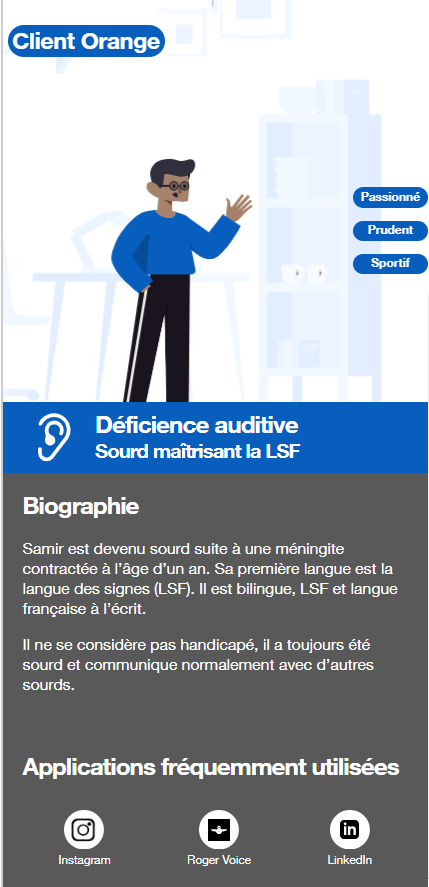 Client Orange
Passionné
Prudent
Sportif
Déficience auditive
Sourd maîtrisant la LSF
Biographie
Samir est devenu sourd suite à une méningite
contractée à l'âge d'un an. Sa première langue est la
langue des signes (LSF). Il est bilingue, LSF et langue
française à l'écrit.
Il ne se considère pas handicapé, il a toujours été
sourd et communique normalement avec d'autres
sourds.
Applications fréquemment utilisées
Instagram
Roger Voice
LinkedIn